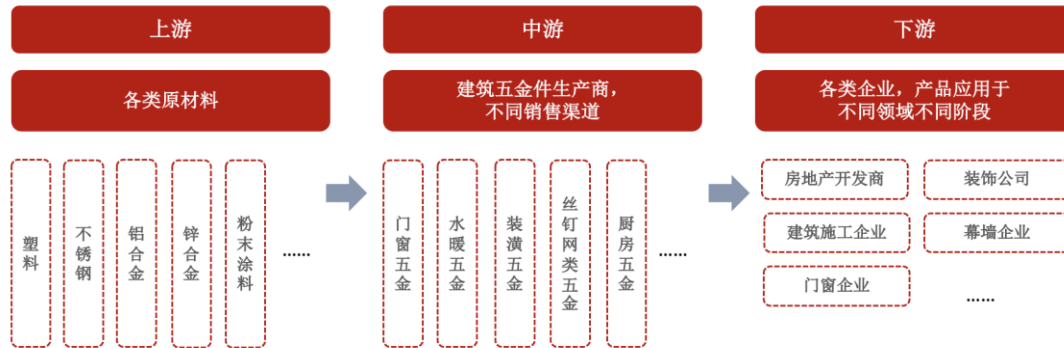 上游
中游
下游
各类原材料
建筑五金件生产商，
不同销售渠道
各类企业，产品应用于
不同领域不同阶段
塑料
不锈钢
铝合金
锌合金
粉末涂料
……
门窗五金
水暖五金
装潢五金
丝钉网类五金
厨房五金
……
房地产开发商
装饰公司
建筑施工企业
幕墙企业
门窗企业
……